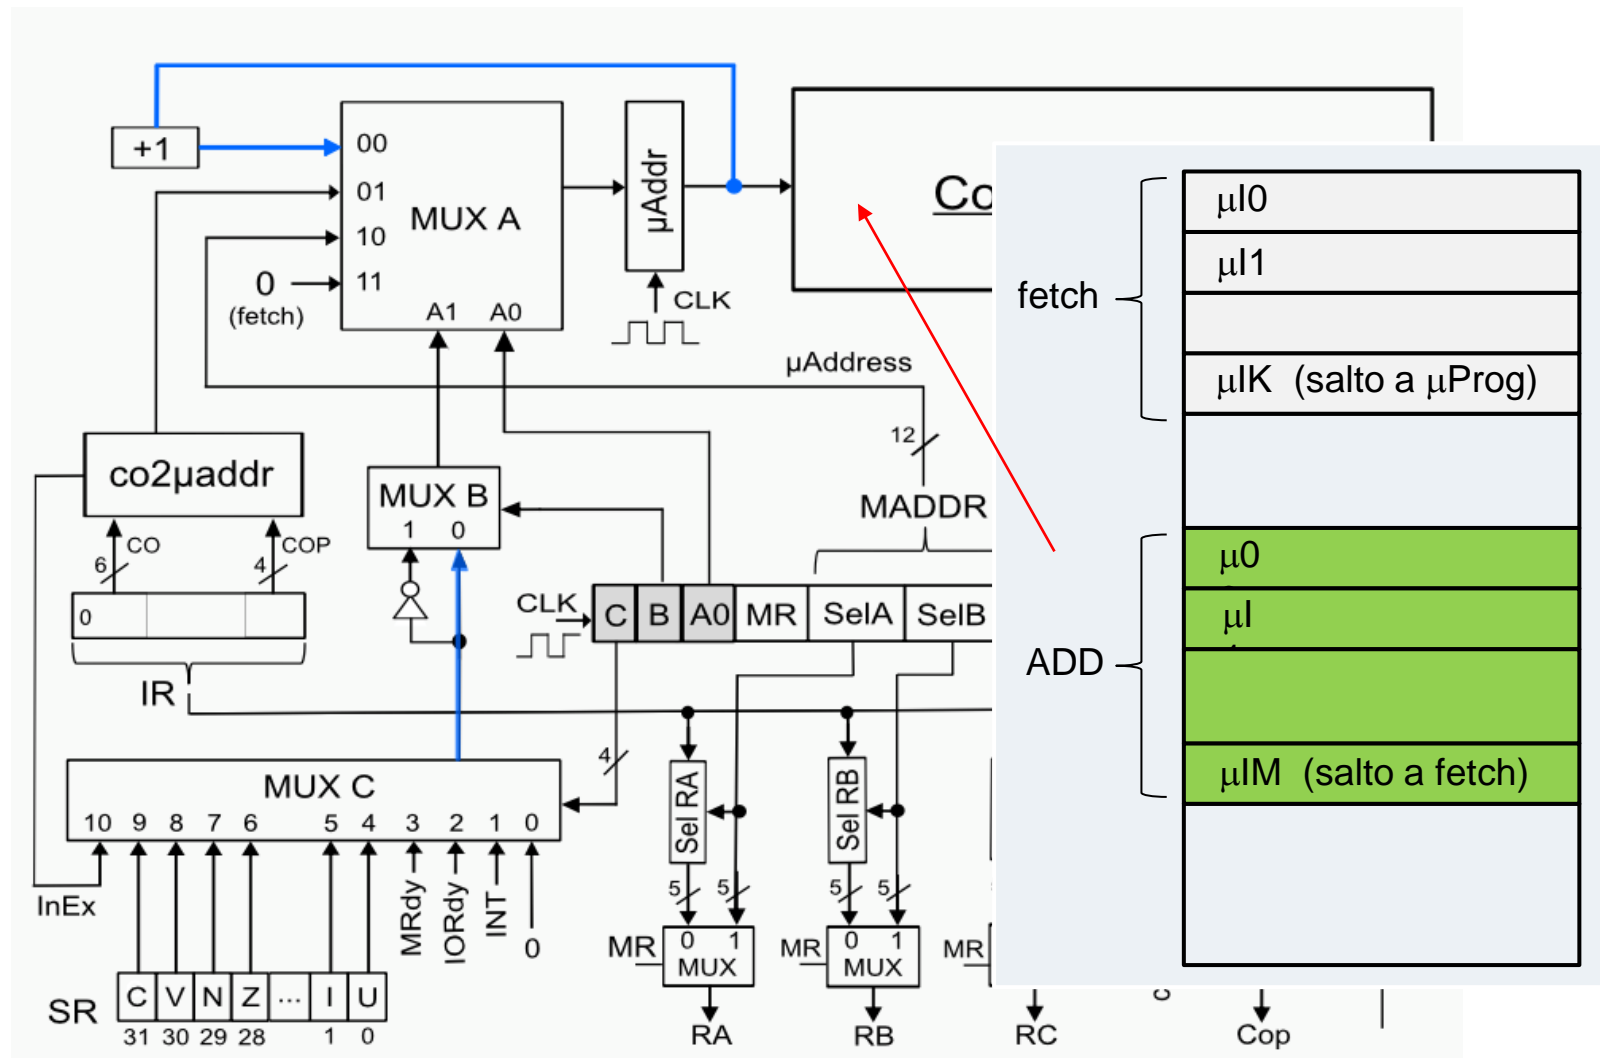 +1
00
01
10
11
MUX A
0
(fetch)
A1 A0
μAddr
CLK
Co
μAddress
12
MADDR
co2μaddr
CO
COP
6
4
0
IR
MUX B
1 0
CLK
C B A0 MR SelA SelB
4
MUX C
10 9 8 7 6 5 4 3 2 1 0
InEx
MRdy
IORdy
INT
0
SR
C V N Z ... I U
31 30 29 28 1 0
Sel RA
Sel RB
5 5
5 5
MR
0 1
MUX
MR
0 1
MUX
MR
RA
RB
RC
Cop
fetch
μI0
μI1
μIK (salto a μProg)
ADD
μ0
μI
μIM (salto a fetch)